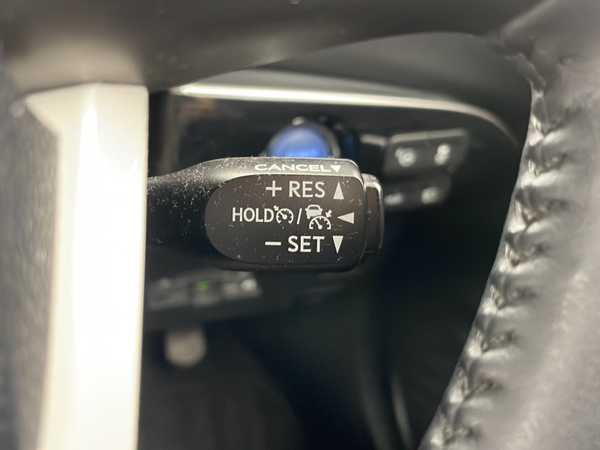 CANCEL
+ RES
HOLD /
− SET